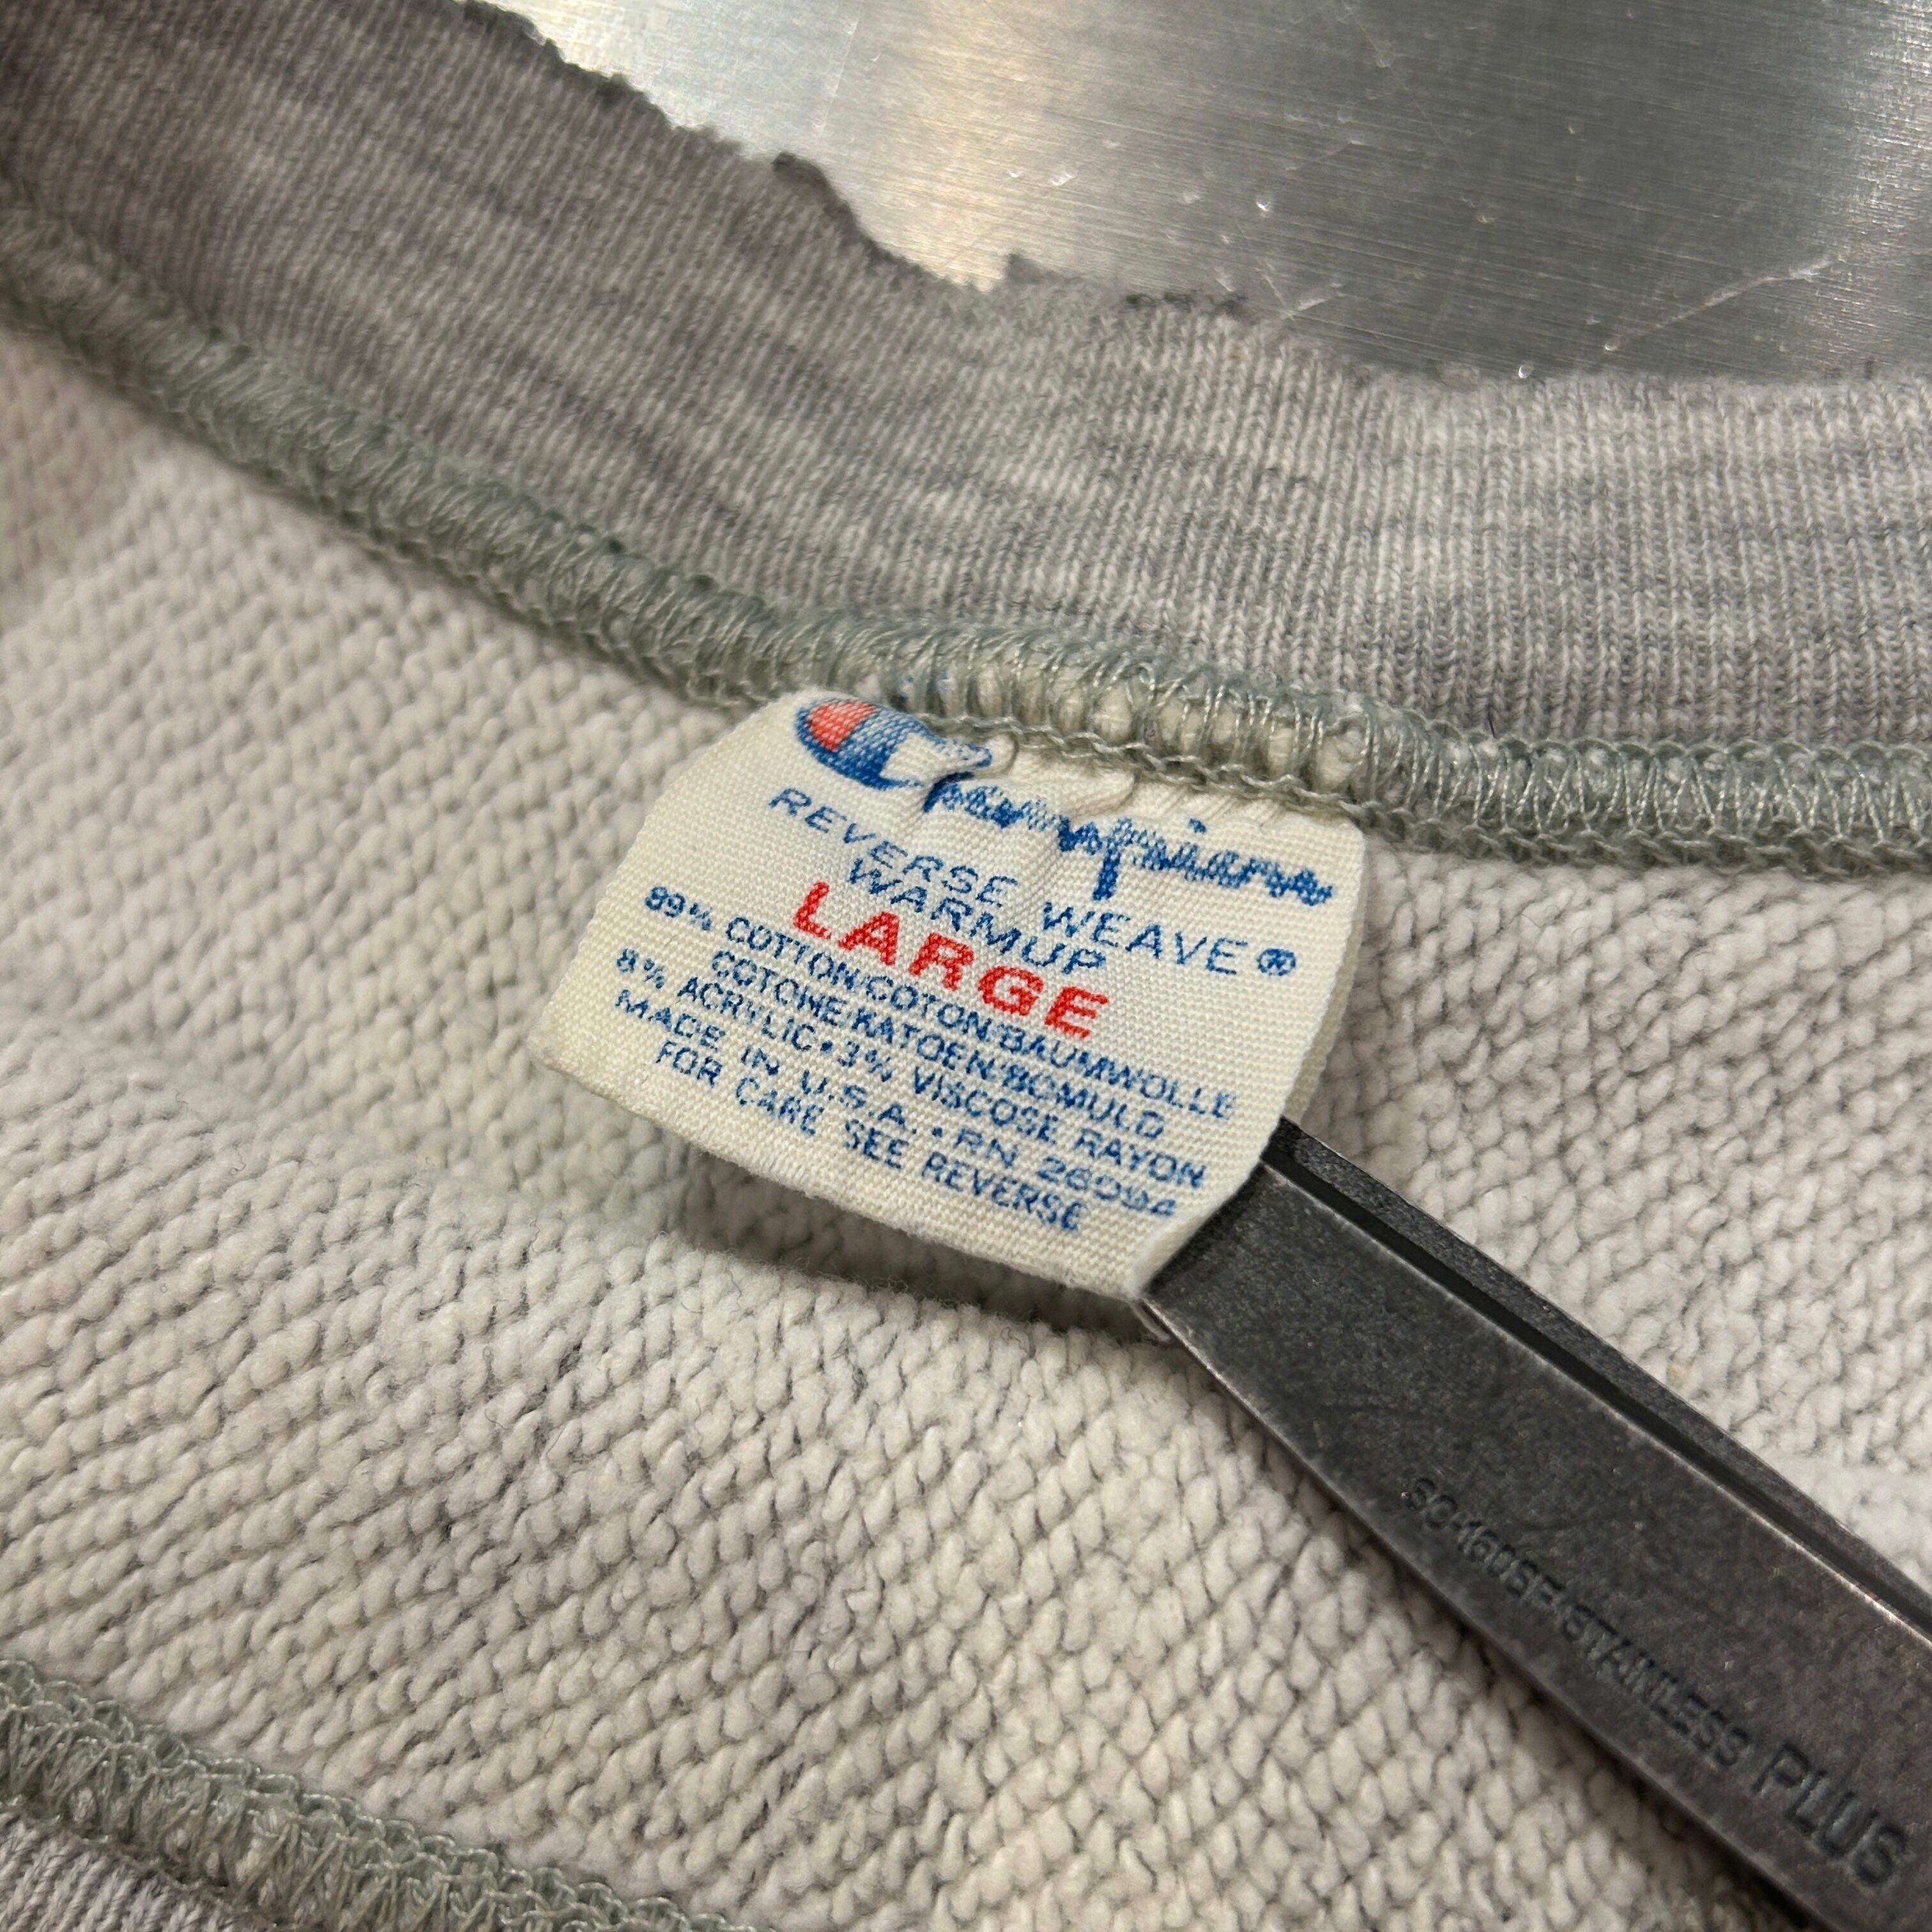 Champion
REVERSE WEAVE®
WARMUP
LARGE
89% COTTON/COTON/BAUMWOLLE
COTONE/KATOEN/BOMULD
8% ACRYLIC•3% VISCOSE RAYON
MADE IN U.S.A. • RN 26094
FOR CARE SEE REVERSE
STAINLESS PLUS